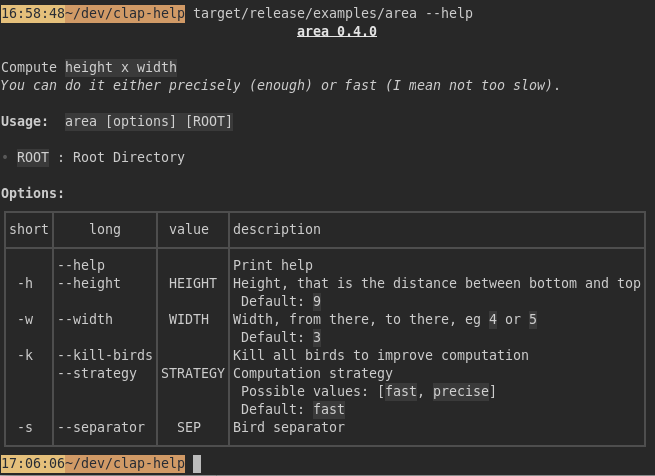 16:58:48~/dev/clap-help target/release/examples/area --help
area 0.4.0
Compute height x width
You can do it either precisely (enough) or fast (I mean not too slow).
Usage: area [options] [ROOT]
• ROOT : Root Directory
Options:
short long value description
--help Print help
-h --height HEIGHT Height, that is the distance between bottom and top
Default: 9
-w --width WIDTH Width, from there, to there, eg 4 or 5
Default: 3
-k --kill-birds Kill all birds to improve computation
--strategy STRATEGY Computation strategy
Possible values: [fast, precise]
Default: fast
-s --separator SEP Bird separator
17:06:06~/dev/clap-help